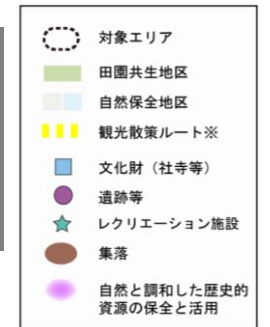 対象エリア
田園共生地区
自然保全地区
観光散策ルート※
文化財（社寺等）
遺跡等
レクリエーション施設
集落
自然と調和した歴史的
資源の保全と活用